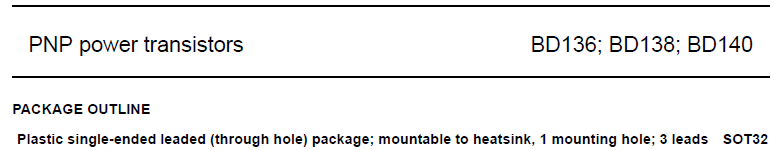 PNP power transistors BD136; BD138; BD140
PACKAGE OUTLINE
Plastic single-ended leaded (through hole) package; mountable to heatsink, 1 mounting hole; 3 leads SOT32